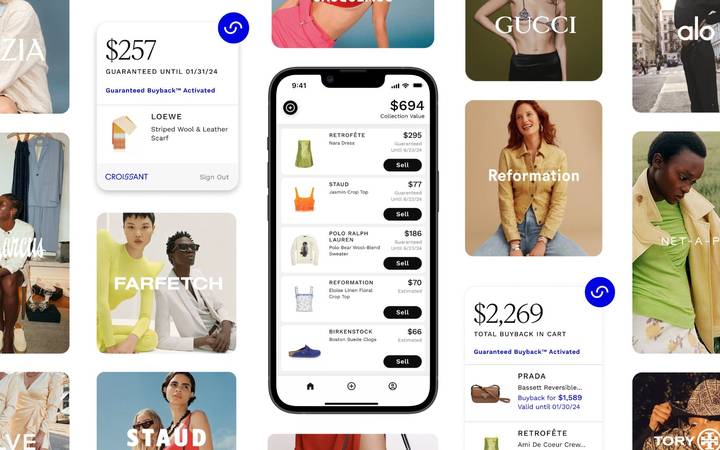 ZIA
$257
GUARANTEED UNTIL 01/31/24
Guaranteed Buyback™ Activated
LOEWE
Striped Wool & Leather
Scarf
CROISSANT
Sign Out
FARFETCH
STAUD
9:41
$694
Collection Value
RETROFÊTE
Nara Dress
$295
Guaranteed
Until 6/23/24
Sell
STAUD
Jasmin Crop Top
$77
Guaranteed
Until 6/23/24
Sell
POLO RALPH
LAUREN
Polo Bear Wool-Blend
Sweater
$186
Guaranteed
Until 6/23/24
Sell
REFORMATION
Eloise Linen Floral
Crop Top
$70
Estimated
Sell
BIRKENSTOCK
Boston Suede Clogs
$66
Estimated
Sell
GUCCI
Reformation
$2,269
TOTAL BUYBACK IN CART
Guaranteed Buyback™ Activated
PRADA
Bassett Reversible...
Buyback for $1,589
Valid until 01/30/24
RETROFÊTE
Ami De Coeur Crew...
alo
NET-A-P
TORY
LVE